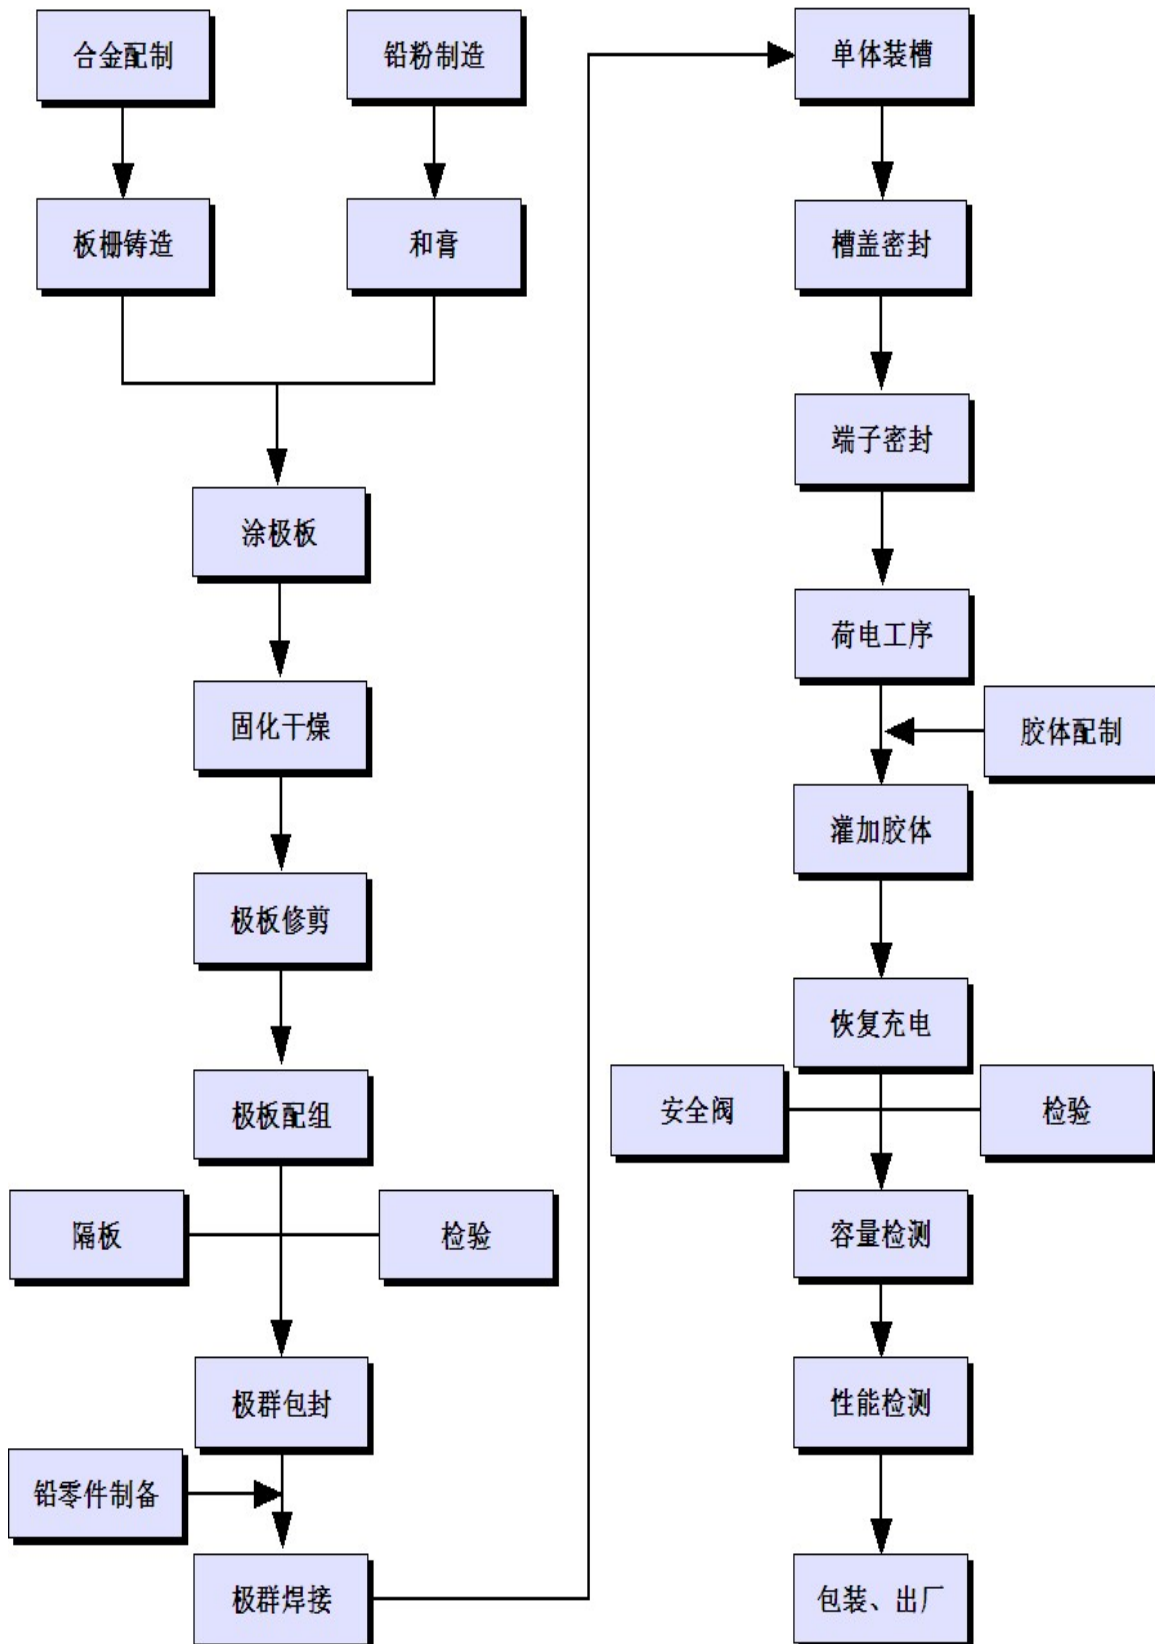 合金配制
铅粉制造
板栅铸造
和膏
涂极板
固化干燥
极板修剪
极板配组
隔板
检验
极群包封
铅零件制备
极群焊接
单体装槽
槽盖密封
端子密封
荷电工序
胶体配制
灌加胶体
恢复充电
安全阀
检验
容量检测
性能检测
包装、出厂